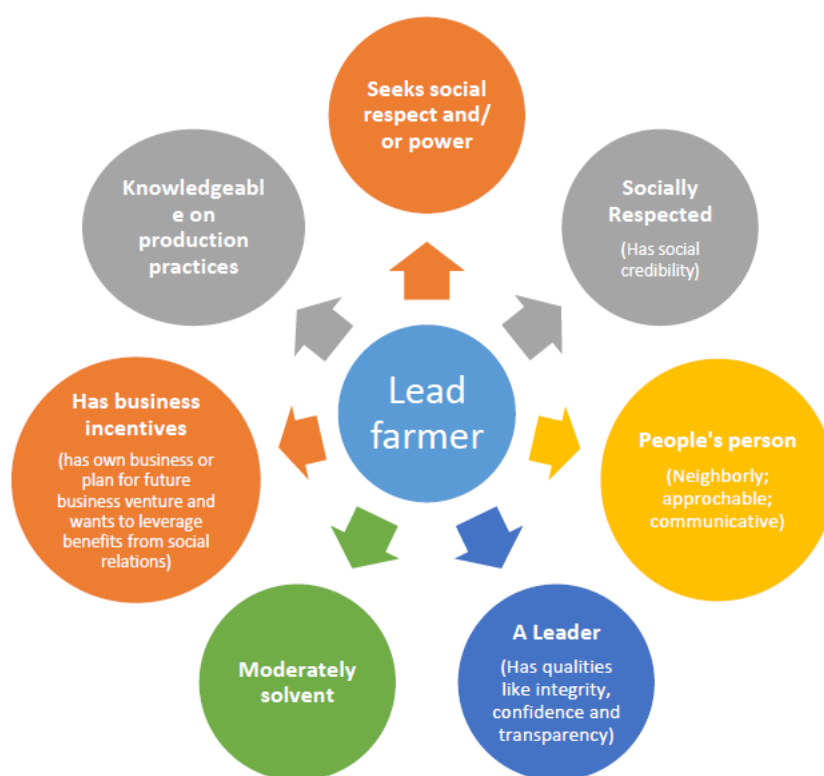 Seeks social
respect and/
or power
Socially
Respected
(Has social
credibility)
People's person
(Neighborly;
approchable;
communicative)
A Leader
(Has qualities
like integrity,
confidence and
transparency)
Moderately
solvent
Has business
incentives
(has own business or
plan for future
business venture and
wants to leverage
benefits from social
relations)
Knowledgeabl
e on
production
practices
Lead
farmer